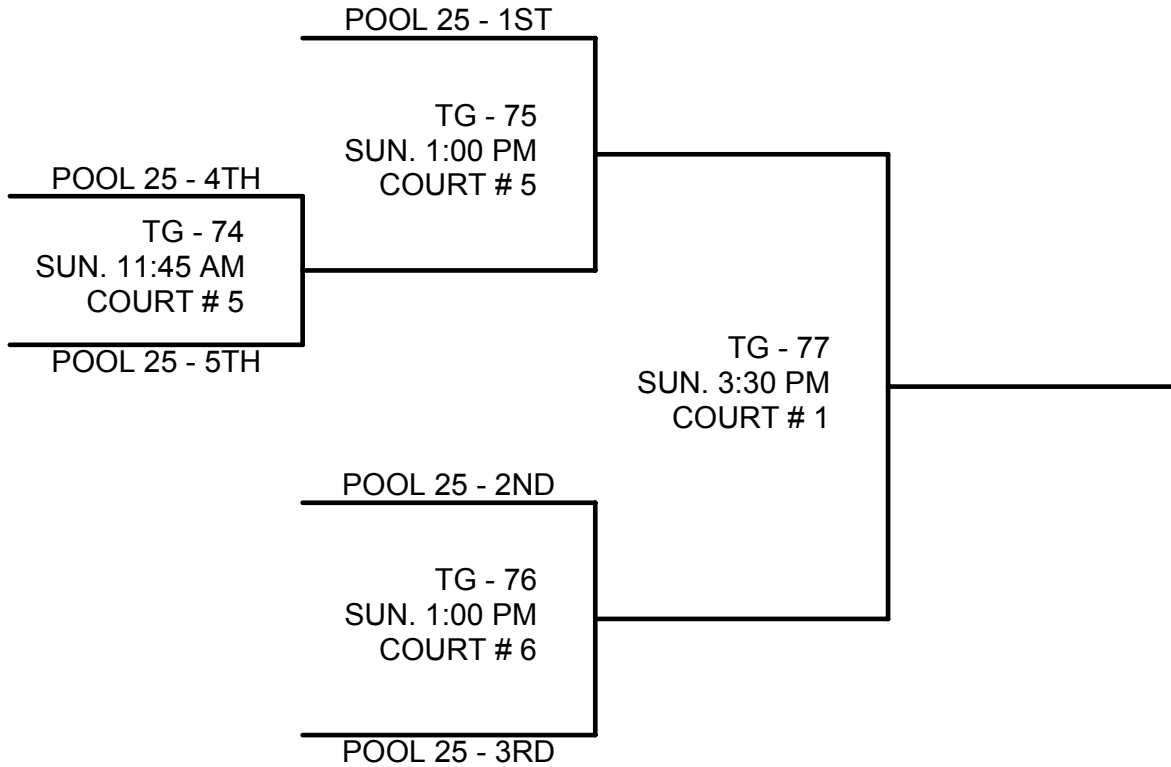 POOL 25 - 1ST
TG - 75
SUN. 1:00 PM
COURT # 5
POOL 25 - 4TH
TG - 74
SUN. 11:45 AM
COURT # 5
POOL 25 - 5TH
TG - 77
SUN. 3:30 PM
COURT # 1
POOL 25 - 2ND
TG - 76
SUN. 1:00 PM
COURT # 6
POOL 25 - 3RD